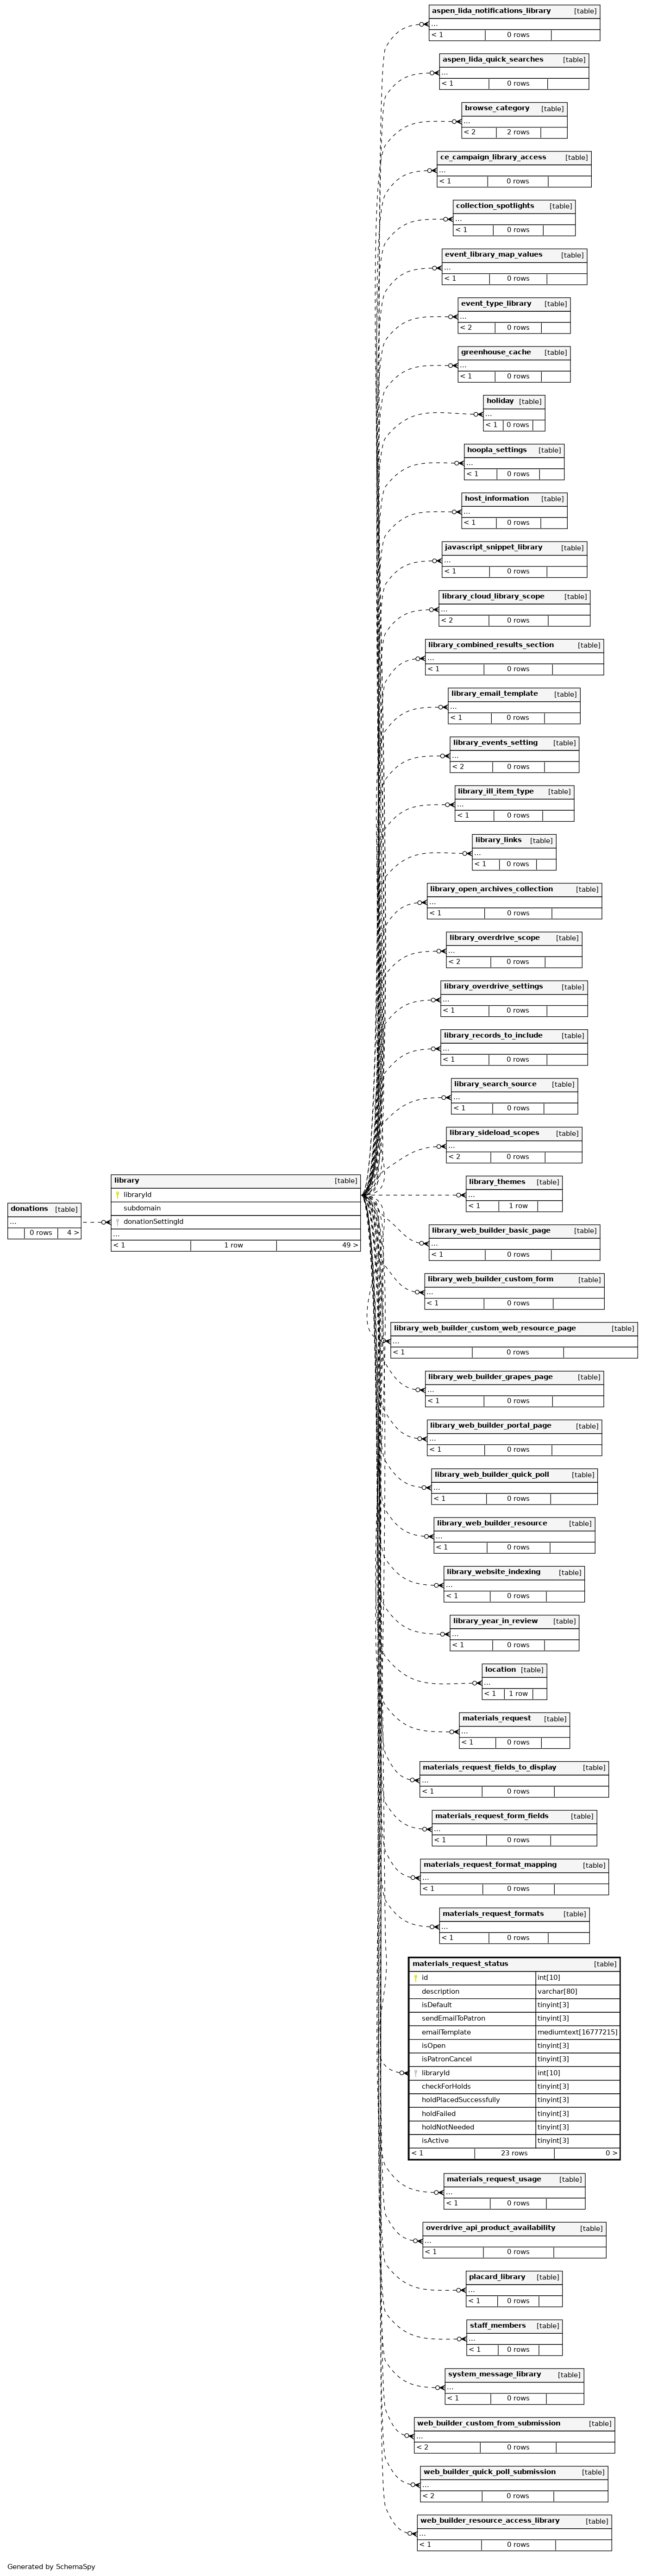 aspen_lida_notifications_library [table]
...
< 1 0 rows
aspen_lida_quick_searches [table]
...
< 1 0 rows
browse_category [table]
...
< 2 2 rows
ce_campaign_library_access [table]
...
< 1 0 rows
collection_spotlights [table]
...
< 1 0 rows
event_library_map_values [table]
...
< 1 0 rows
event_type_library [table]
...
< 2 0 rows
greenhouse_cache [table]
...
< 1 0 rows
holiday [table]
...
< 1 0 rows
hoopla_settings [table]
...
< 1 0 rows
host_information [table]
...
< 1 0 rows
javascript_snippet_library [table]
...
< 1 0 rows
library_cloud_library_scope [table]
...
< 2 0 rows
library_combined_results_section [table]
...
< 1 0 rows
library_email_template [table]
...
< 1 0 rows
library_events_setting [table]
...
< 2 0 rows
library_ill_item_type [table]
...
< 1 0 rows
library_links [table]
...
< 1 0 rows
library_open_archives_collection [table]
...
< 1 0 rows
library_overdrive_scope [table]
...
< 2 0 rows
library_overdrive_settings [table]
...
< 1 0 rows
library_records_to_include [table]
...
< 1 0 rows
library_search_source [table]
...
< 1 0 rows
library_sideload_scopes [table]
...
< 2 0 rows
donations [table]
...
0 rows 4 >
library [table]
libraryId
subdomain
donationSettingId
...
< 1 1 row 49 >
library_themes [table]
...
< 1 1 row
library_web_builder_basic_page [table]
...
< 1 0 rows
library_web_builder_custom_form [table]
...
< 1 0 rows
library_web_builder_custom_web_resource_page [table]
...
< 1 0 rows
library_web_builder_grapes_page [table]
...
< 1 0 rows
library_web_builder_portal_page [table]
...
< 1 0 rows
library_web_builder_quick_poll [table]
...
< 1 0 rows
library_web_builder_resource [table]
...
< 1 0 rows
library_website_indexing [table]
...
< 1 0 rows
library_year_in_review [table]
...
< 1 0 rows
location [table]
...
< 1 1 row
materials_request [table]
...
< 1 0 rows
materials_request_fields_to_display [table]
...
< 1 0 rows
materials_request_form_fields [table]
...
< 1 0 rows
materials_request_format_mapping [table]
...
< 1 0 rows
materials_request_formats [table]
...
< 1 0 rows
materials_request_status [table]
id int[10]
description varchar[80]
isDefault tinyint[3]
sendEmailToPatron tinyint[3]
emailTemplate mediumtext[16777215]
isOpen tinyint[3]
isPatronCancel tinyint[3]
libraryId int[10]
checkForHolds tinyint[3]
holdPlacedSuccessfully tinyint[3]
holdFailed tinyint[3]
holdNotNeeded tinyint[3]
isActive tinyint[3]
< 1 23 rows 0 >
materials_request_usage [table]
...
< 1 0 rows
overdrive_api_product_availability [table]
...
< 1 0 rows
placard_library [table]
...
< 1 0 rows
staff_members [table]
...
< 1 0 rows
system_message_library [table]
...
< 1 0 rows
web_builder_custom_from_submission [table]
...
< 2 0 rows
web_builder_quick_poll_submission [table]
...
< 2 0 rows
web_builder_resource_access_library [table]
...
< 1 0 rows
Generated by SchemaSpy